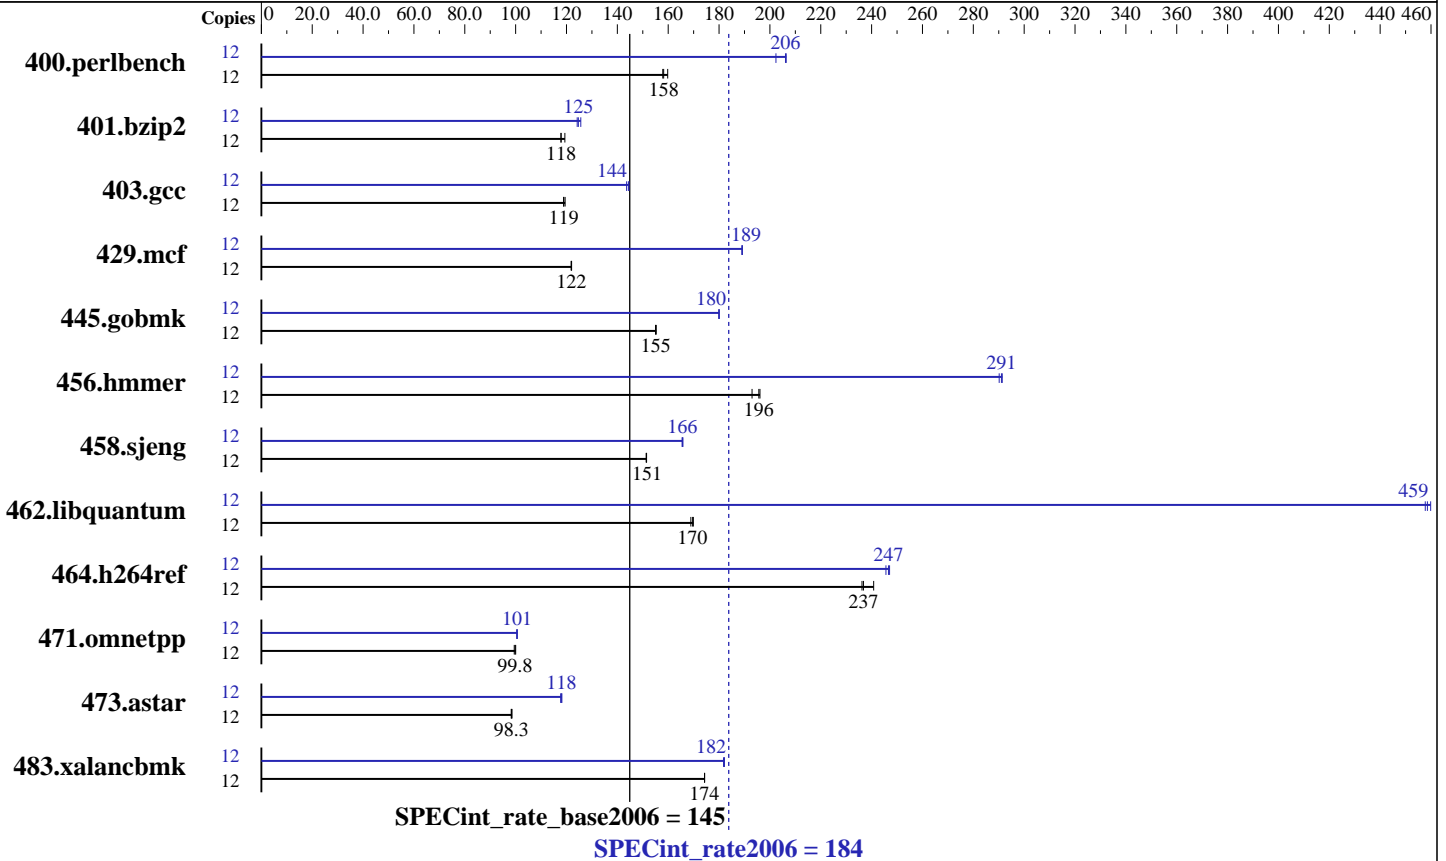 Copies 0 20.0 40.0 60.0 80.0 100 120 140 160 180 200 220 240 260 280 300 320 340 360 380 400 420 440 460
400.perlbench 12 206
12 158
401.bzip2 12 125
12 118
403.gcc 12 144
12 119
429.mcf 12 189
12 122
445.gobmk 12 180
12 155
456.hmmer 12 291
12 196
458.sjeng 12 166
12 151
462.libquantum 12 459
12 170
464.h264ref 12 247
12 237
471.omnetpp 12 101
12 99.8
473.astar 12 118
12 98.3
483.xalancbmk 12 182
12 174
SPECint_rate_base2006 = 145
SPECint_rate2006 = 184